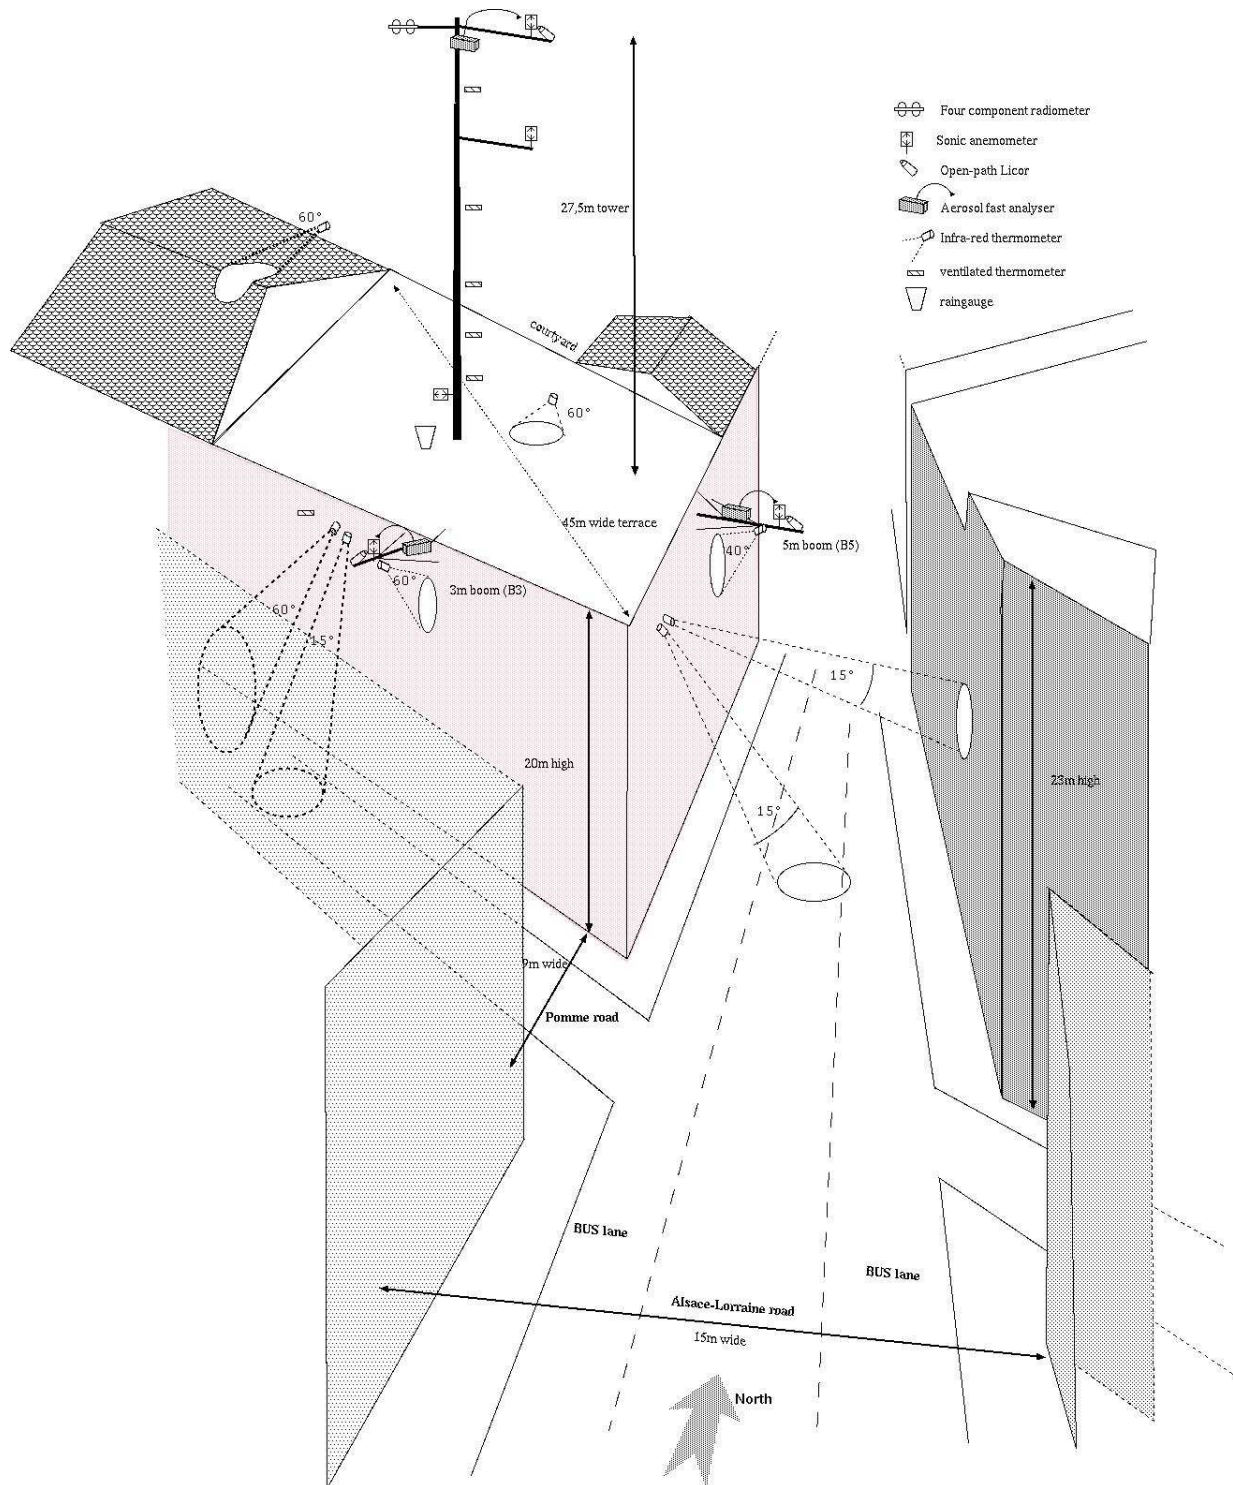 Four component radiometer
Sonic anemometer
Open-path Licor
Aerosol fast analyser
Infra-red thermometer
ventilated thermometer
raingauge
27,5m tower
60°
courtyard
60°
45m wide terrace
5m boom (B5)
40°
60°
3m boom (B3)
60°
15°
15°
20m high
23m high
15°
9m wide
Pomme road
BUS lane
BUS lane
Alsace-Lorraine road
15m wide
North